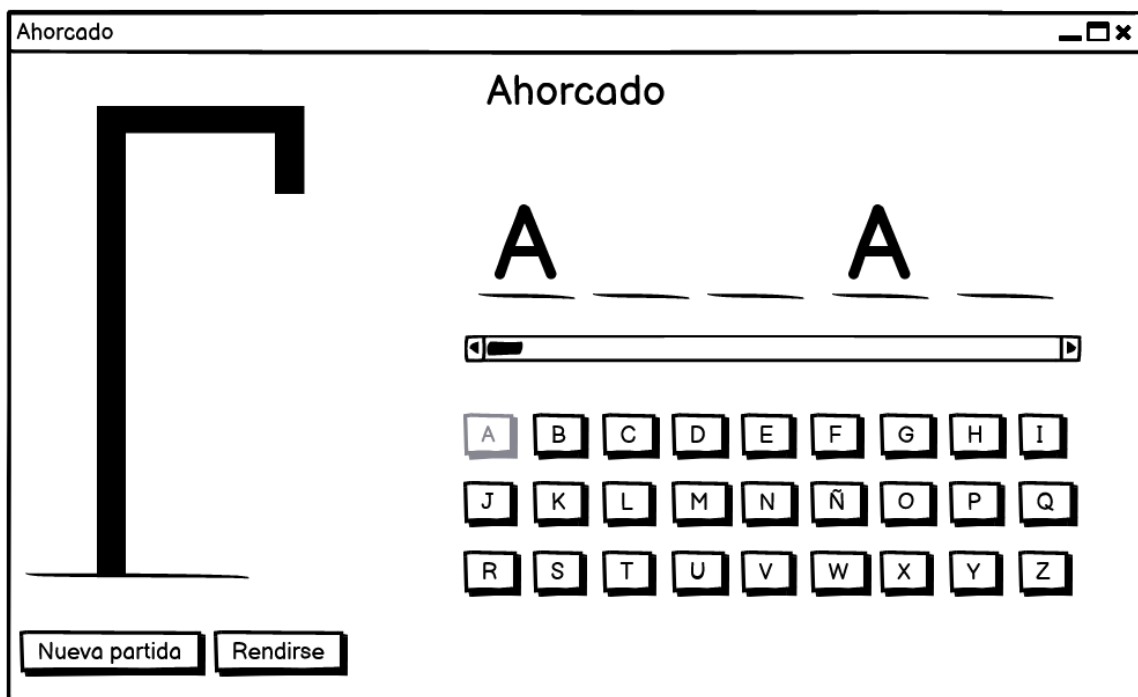 Ahorcado
Ahorcado
A A
A B C D E F G H I
J K L M N Ñ O P Q
R S T U V W X Y Z
Nueva partida Rendirse